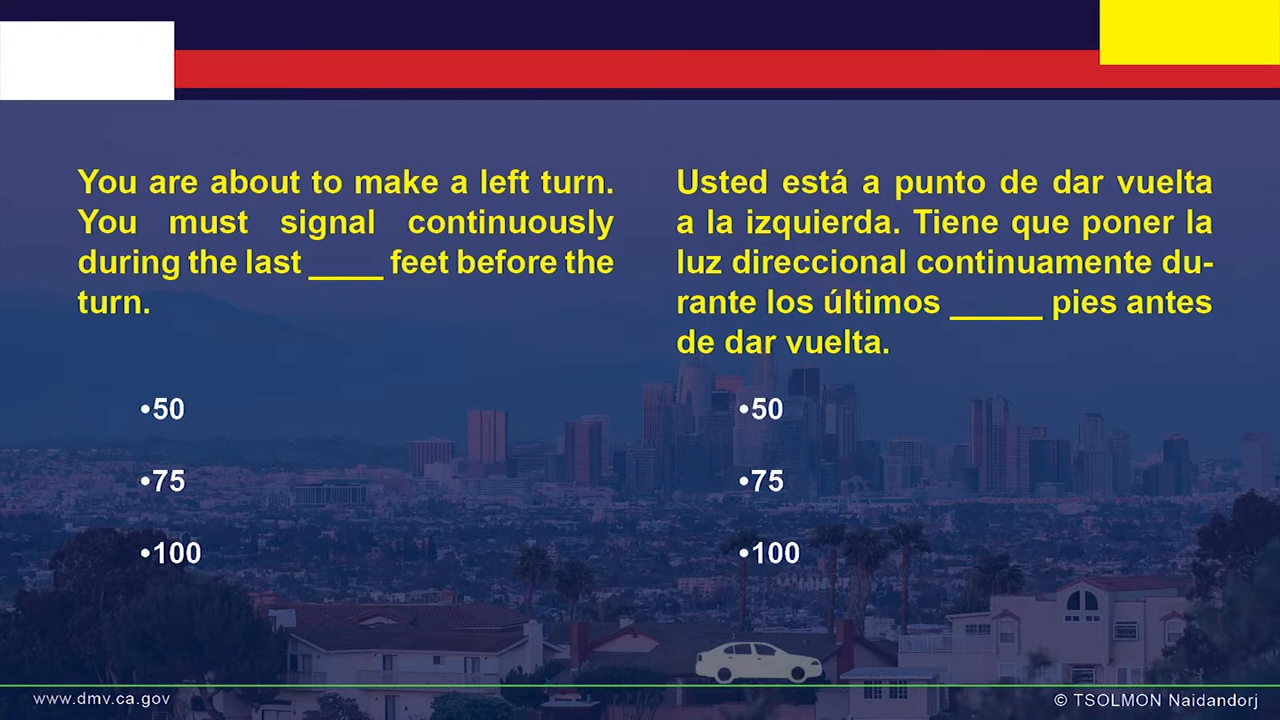 You are about to make a left turn.
You must signal continuously
during the last ____ feet before the
turn.
•50
•75
•100
Usted está a punto de dar vuelta
a la izquierda. Tiene que poner la
luz direccional continuamente du-
rante los últimos _____ pies antes
de dar vuelta.
•50
•75
•100
www.dmv.ca.gov
© TSOLMON Naidandorj